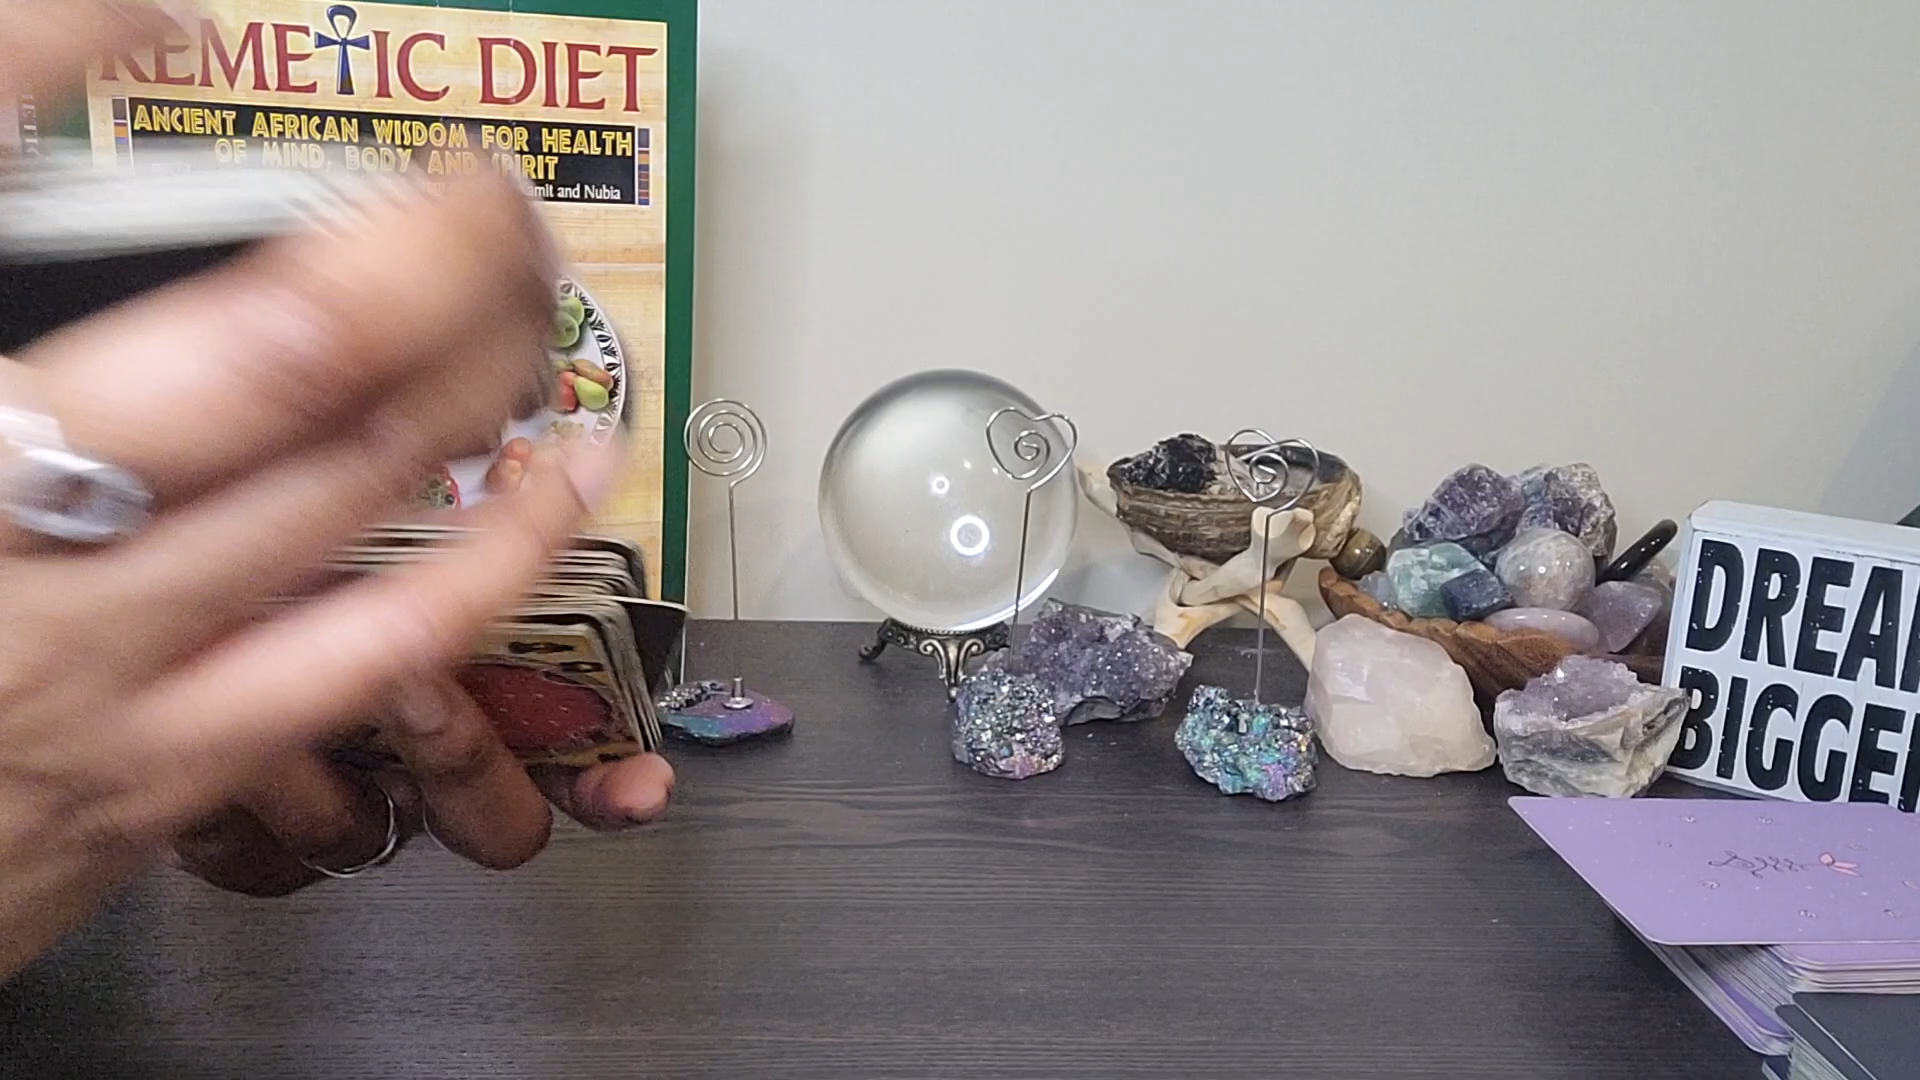 KEMETIC DIET
ANCIENT AFRICAN WISDOM FOR HEALTH
OF MIND, BODY AND SPIRIT
and Nubia
DREA
BIGGE